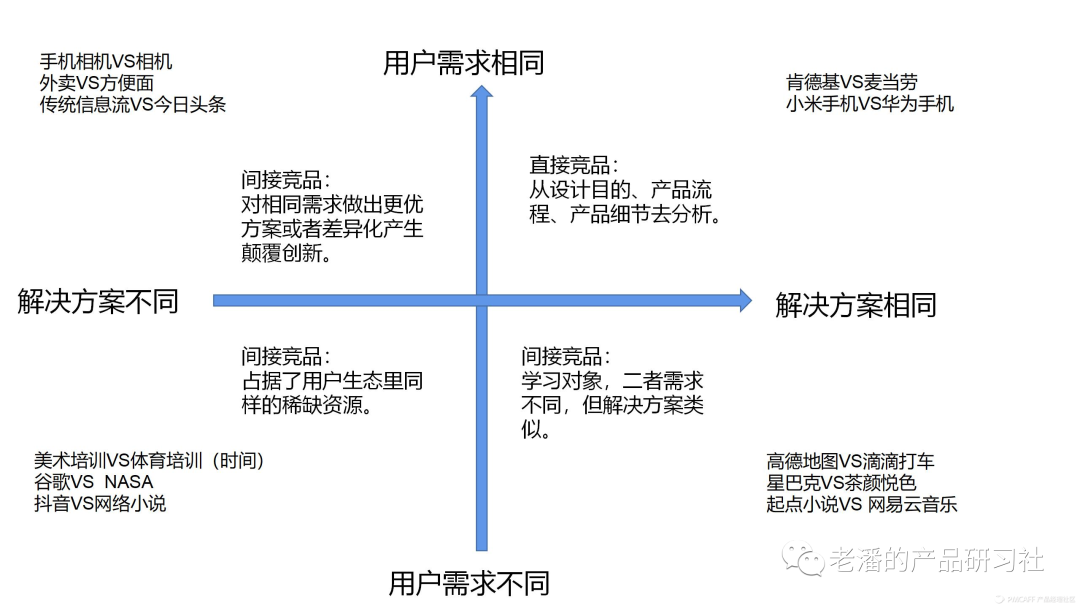 手机相机VS相机
外卖VS方便面
传统信息流VS今日头条
用户需求相同
肯德基VS麦当劳
小米手机VS华为手机
间接竞品：
对相同需求做出更优
方案或者差异化产生
颠覆创新。
直接竞品：
从设计目的、产品流
程、产品细节去分析。
解决方案不同
解决方案相同
间接竞品：
占据了用户生态里同
样的稀缺资源。
间接竞品：
学习对象，二者需求
不同，但解决方案类
似。
美术培训VS体育培训（时间）
谷歌VS NASA
抖音VS网络小说
高德地图VS滴滴打车
星巴克VS茶颜悦色
起点小说VS 网易云音乐
用户需求不同
老潘的产品研习社